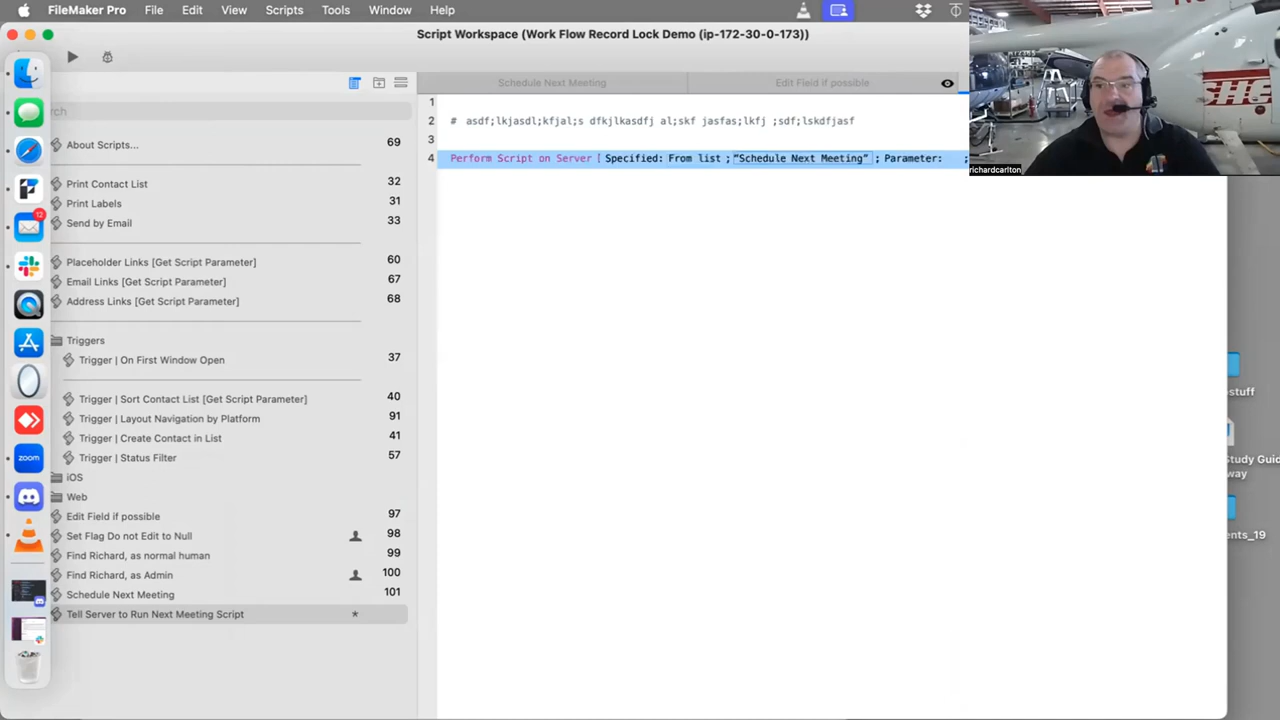 FileMaker Pro File Edit View Scripts Tools Window Help
Script Workspace (Work Flow Record Lock Demo (ip-172-30-0-173))
Schedule Next Meeting
Edit Field if possible
rch
1
2 # asdf;lkjasdl;kfjal;s dfkjlkasdfj al;skf jasfas;lkfj ;sdf;lskdfjasf
3
4 Perform Script on Server [ Specified: From list ; “Schedule Next Meeting” ; Parameter: ;
richardcarlton
About Scripts... 69
Print Contact List 32
Print Labels 31
Send by Email 33
Placeholder Links [Get Script Parameter] 60
Email Links [Get Script Parameter] 67
Address Links [Get Script Parameter] 68
Triggers
Trigger | On First Window Open 37
Trigger | Sort Contact List [Get Script Parameter] 40
Trigger | Layout Navigation by Platform 91
Trigger | Create Contact in List 41
Trigger | Status Filter 57
iOS
Web
Edit Field if possible 97
Set Flag Do not Edit to Null 98
Find Richard, as normal human 99
Find Richard, as Admin 100
Schedule Next Meeting 101
Tell Server to Run Next Meeting Script *
12
zoom
stuff
Study Guid
way
ents_19